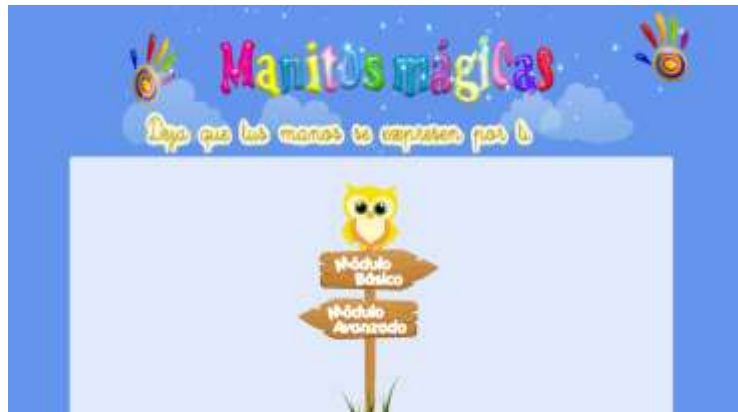 Manitos mágicas
Deja que tus manos se expresen por ti
Módulo
Básico
Módulo
Avanzado